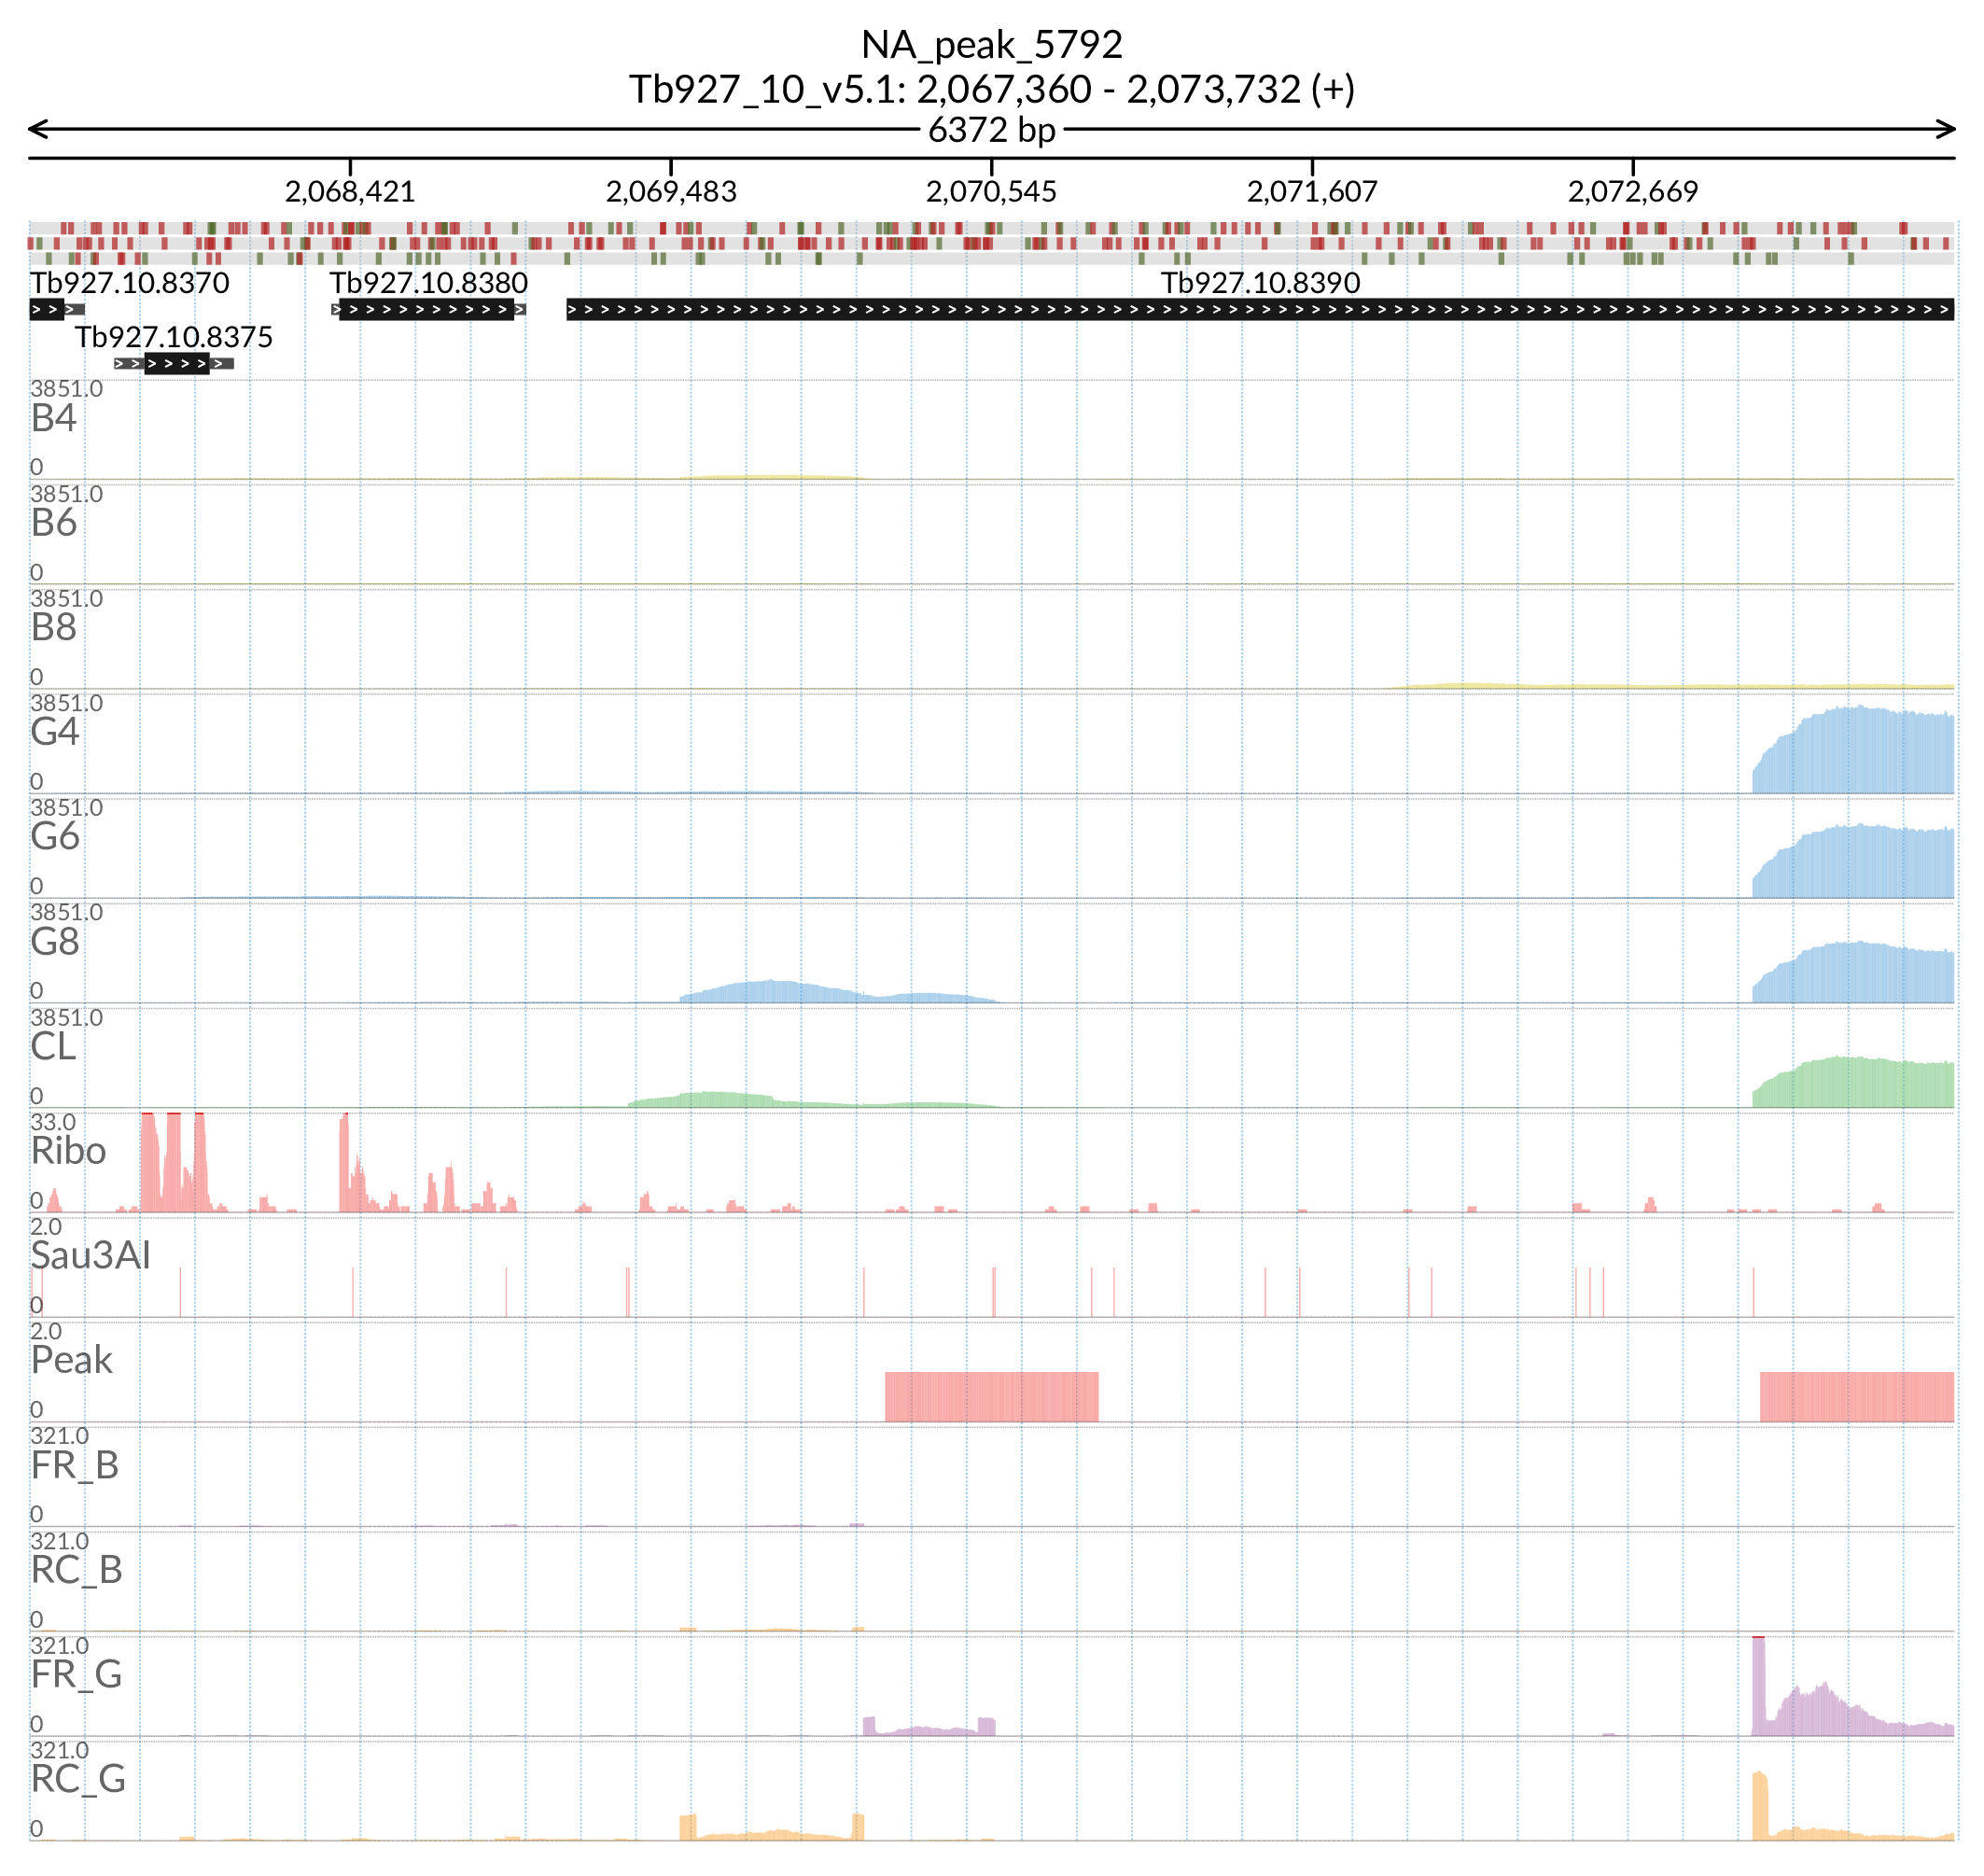 NA_peak_5792
Tb927_10_v5.1: 2,067,360 - 2,073,732 (+)
6372 bp
2,068,421 2,069,483 2,070,545 2,071,607 2,072,669
Tb927.10.8370 Tb927.10.8380 Tb927.10.8390
Tb927.10.8375
3851.0
B4
0
3851.0
B6
0
3851.0
B8
0
3851.0
G4
0
3851.0
G6
0
3851.0
G8
0
3851.0
CL
0
33.0
Ribo
0
2.0
Sau3AI
0
2.0
Peak
0
321.0
FR_B
0
321.0
RC_B
0
321.0
FR_G
0
321.0
RC_G
0